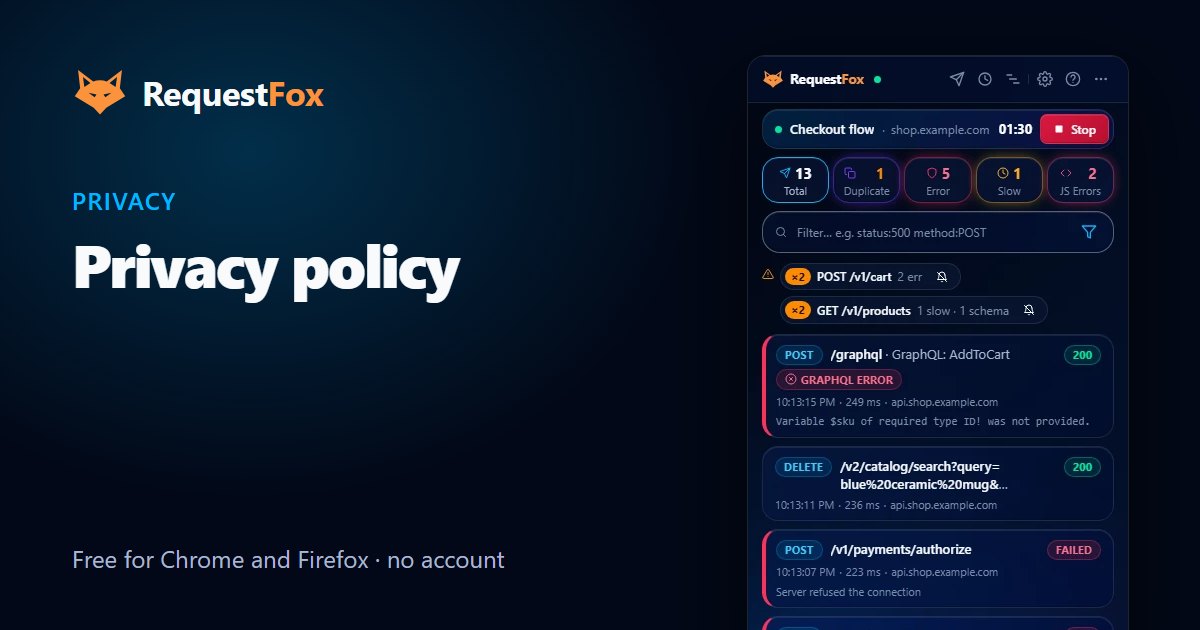 RequestFox
PRIVACY
Privacy policy
Free for Chrome and Firefox · no account
RequestFox
Checkout flow · shop.example.com 01:30 Stop
13 Total
1 Duplicate
5 Error
1 Slow
2 JS Errors
Filter... e.g. status:500 method:POST
×2 POST /v1/cart 2 err
×2 GET /v1/products 1 slow · 1 schema
POST /graphql · GraphQL: AddToCart 200
GRAPHQL ERROR
10:13:15 PM · 249 ms · api.shop.example.com
Variable $sku of required type ID! was not provided.
DELETE /v2/catalog/search?query= 200
blue%20ceramic%20mug&...
10:13:11 PM · 236 ms · api.shop.example.com
POST /v1/payments/authorize FAILED
10:13:07 PM · 223 ms · api.shop.example.com
Server refused the connection